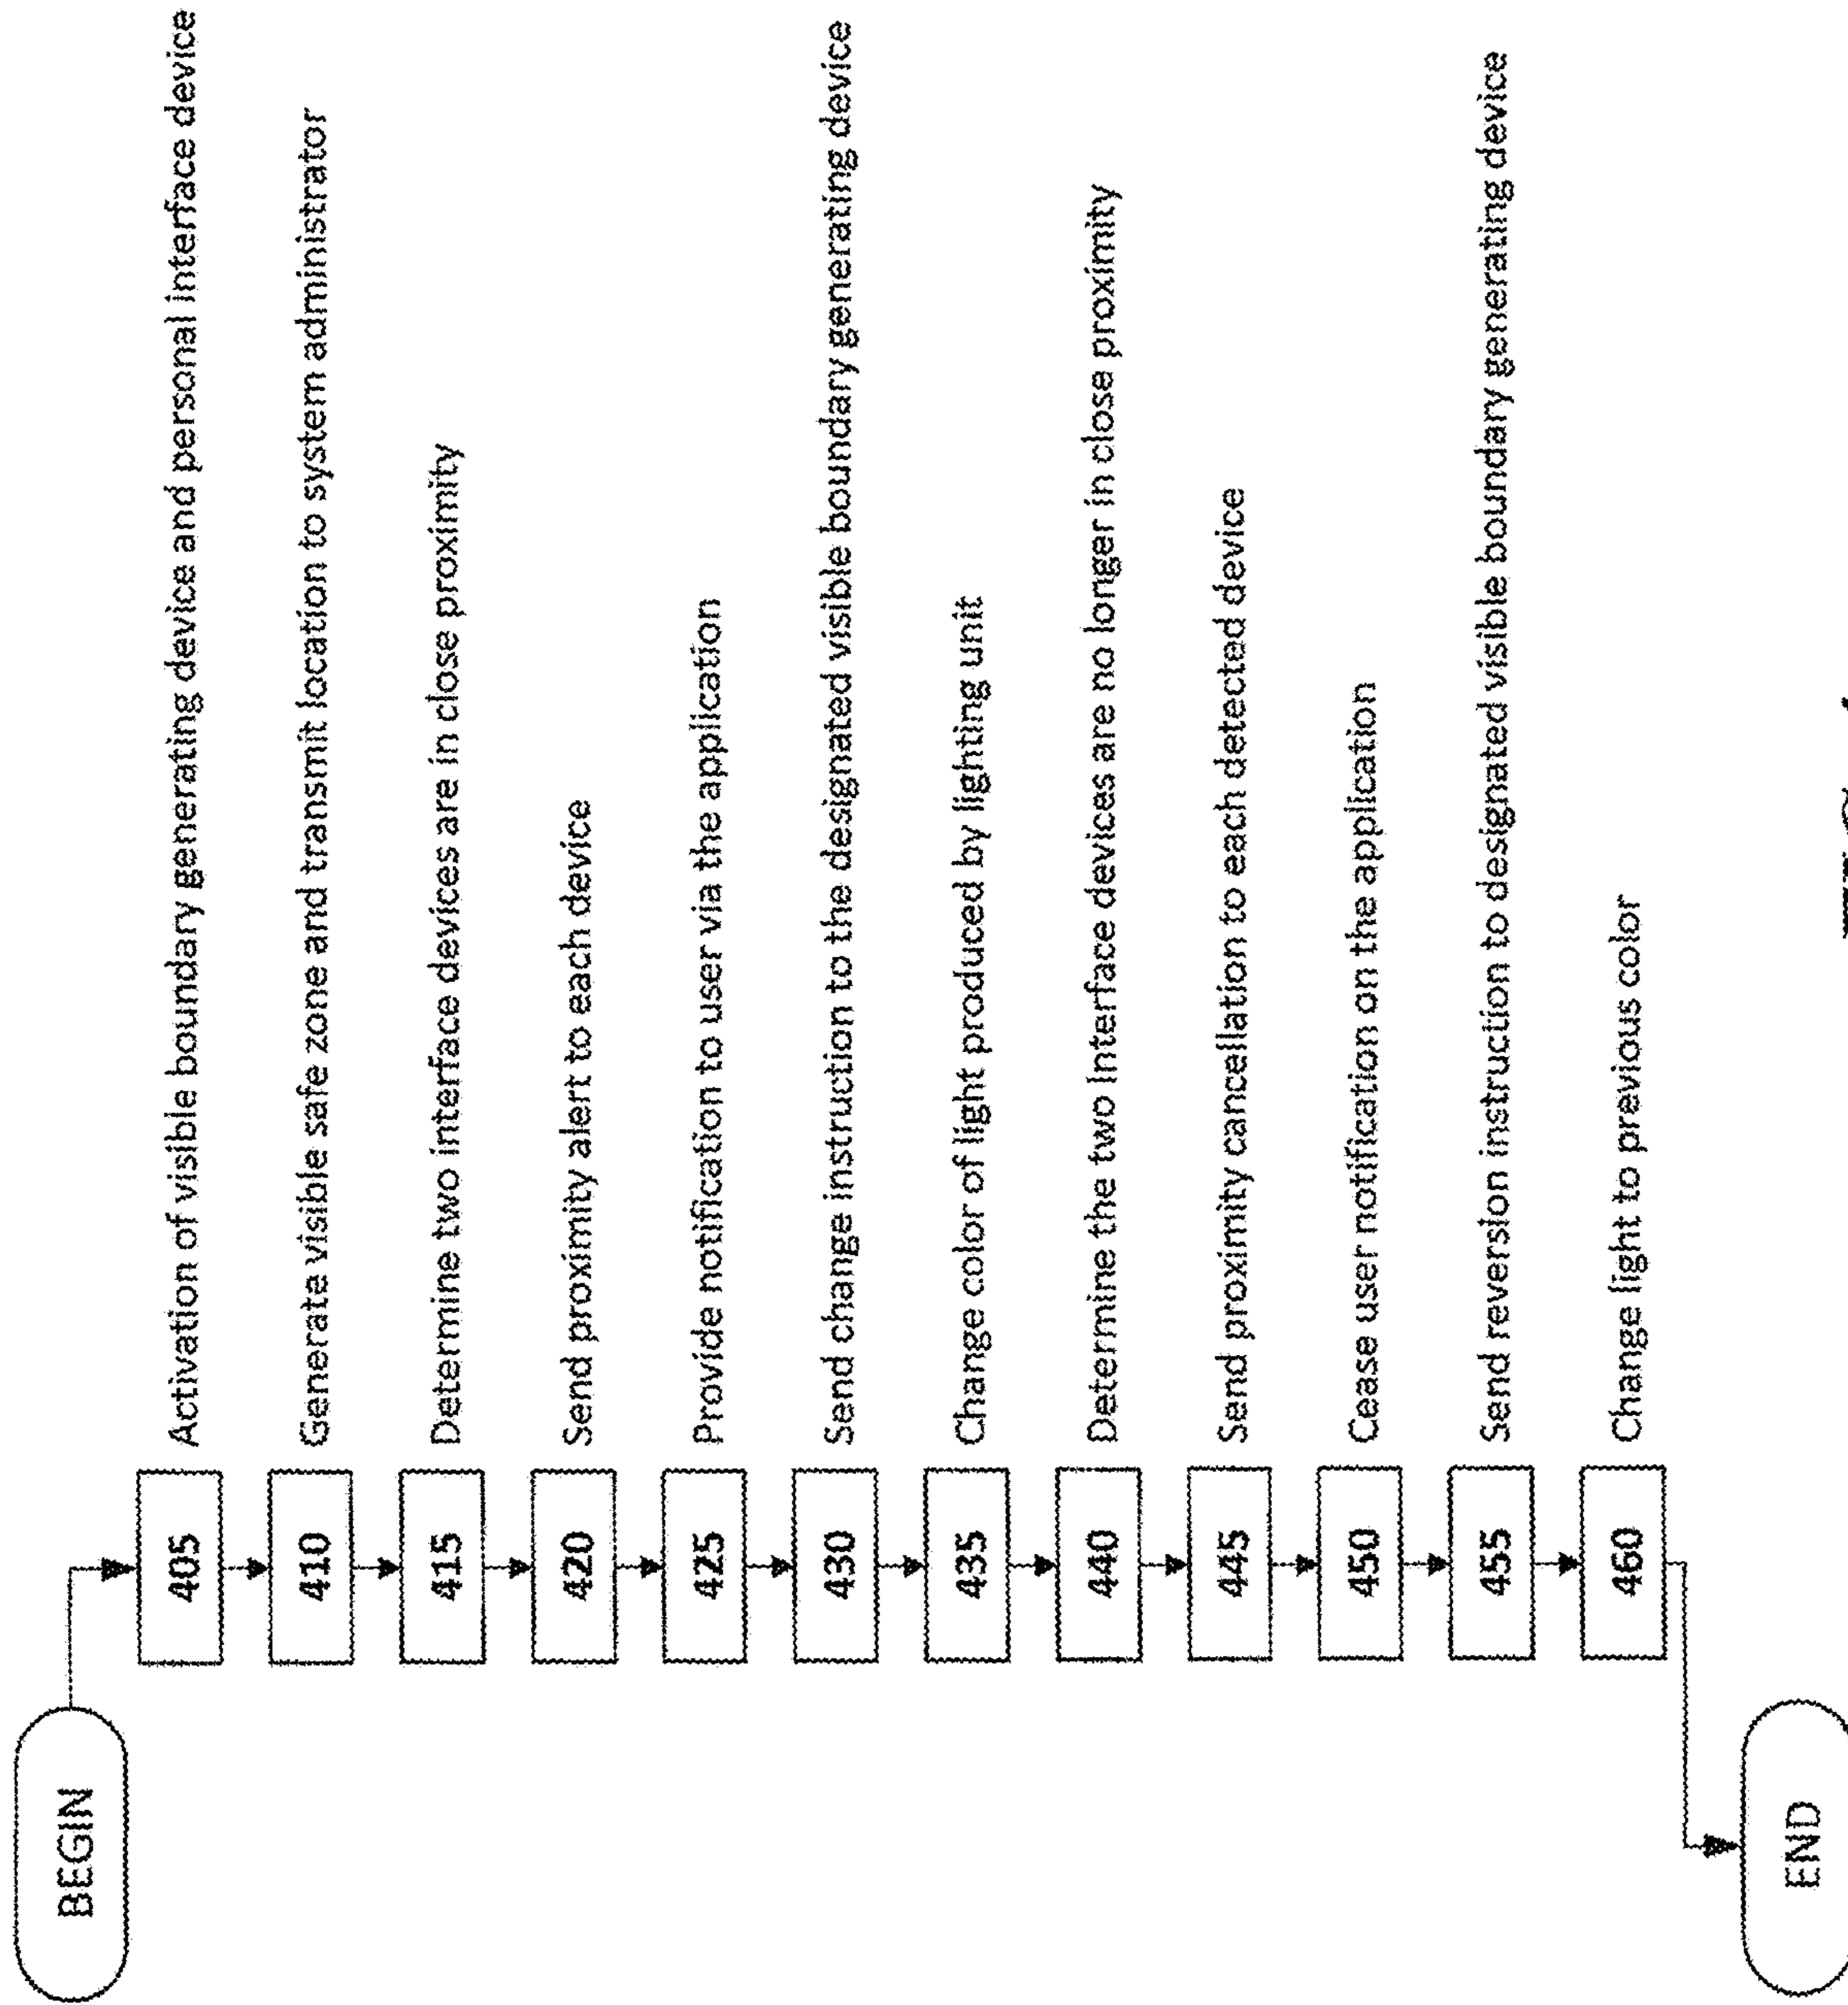 BEGIN
405 Activation of visible boundary generating device and personal interface device
410 Generate visible safe zone and transmit location to system administrator
415 Determine two interface devices are in close proximity
420 Send proximity alert to each device
425 Provide notification to user via the application
430 Send change instruction to the designated visible boundary generating device
435 Change color of light produced by lighting unit
440 Determine the two Interface devices are no longer in close proximity
445 Send proximity cancellation to each detected device
450 Cease user notification on the application
455 Send reversion instruction to designated visible boundary generating device
460 Change light to previous color
END